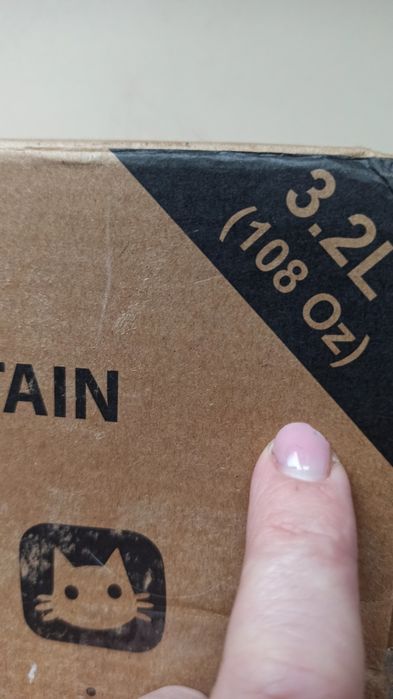 3.2L
(108 Oz)
TAIN